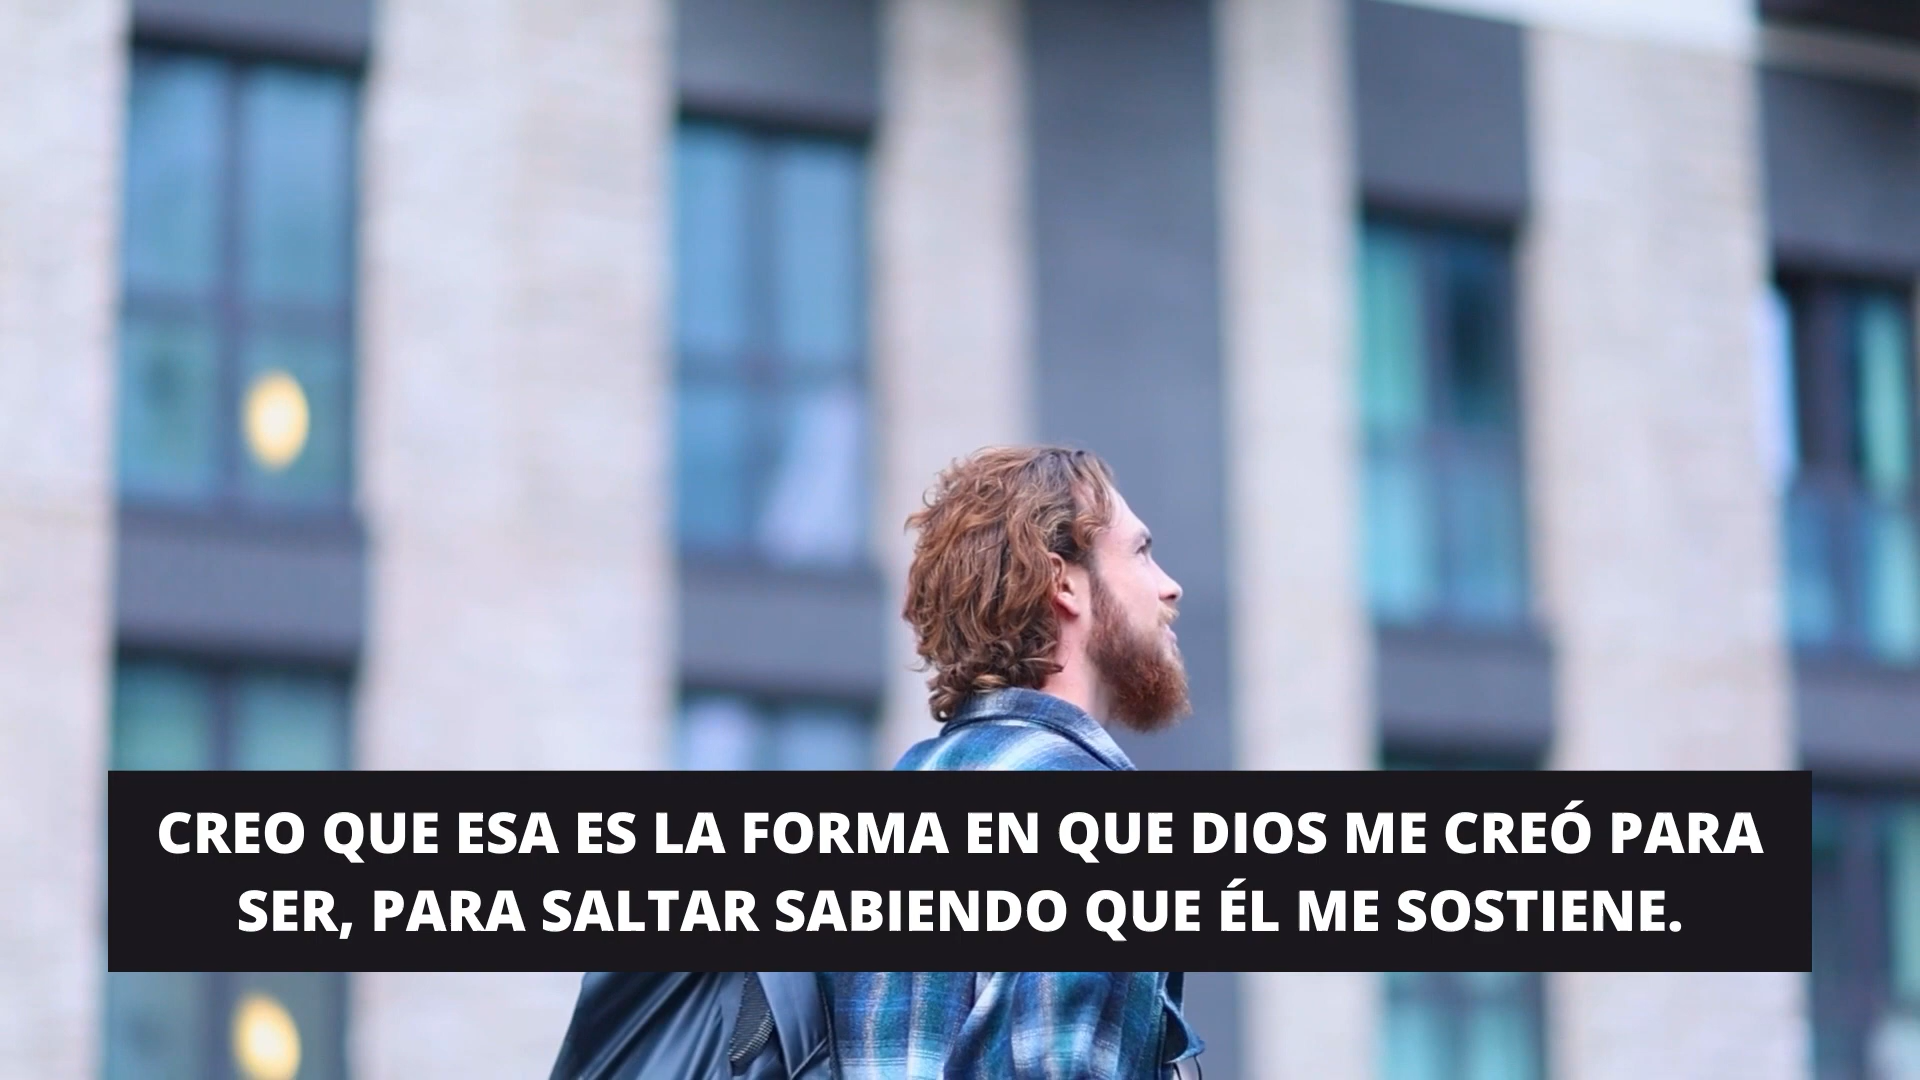 CREO QUE ESA ES LA FORMA EN QUE DIOS ME CREÓ PARA
SER, PARA SALTAR SABIENDO QUE ÉL ME SOSTIENE.